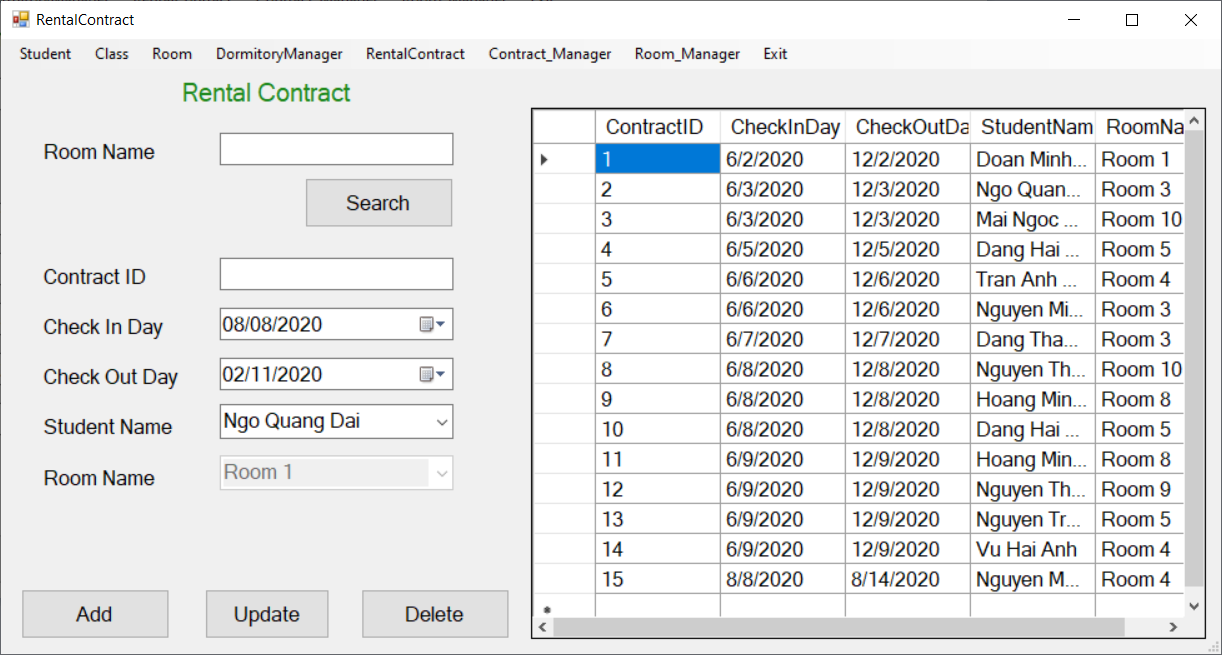 RentalContract
Student Class Room DormitoryManager RentalContract Contract_Manager Room_Manager Exit
Rental Contract
Room Name
Search
Contract ID
Check In Day 08/08/2020
Check Out Day 02/11/2020
Student Name Ngo Quang Dai
Room Name Room 1
Add Update Delete
ContractID CheckInDay CheckOutDa StudentNam RoomNa
1 6/2/2020 12/2/2020 Doan Minh... Room 1
2 6/3/2020 12/3/2020 Ngo Quan... Room 3
3 6/3/2020 12/3/2020 Mai Ngoc ... Room 10
4 6/5/2020 12/5/2020 Dang Hai ... Room 5
5 6/6/2020 12/6/2020 Tran Anh ... Room 4
6 6/6/2020 12/6/2020 Nguyen Mi... Room 4
7 6/7/2020 12/7/2020 Dang Tha... Room 3
8 6/8/2020 12/8/2020 Nguyen Th... Room 10
9 6/8/2020 12/8/2020 Hoang Min... Room 8
10 6/8/2020 12/8/2020 Dang Hai ... Room 5
11 6/9/2020 12/9/2020 Hoang Min... Room 8
12 6/9/2020 12/9/2020 Nguyen Th... Room 9
13 6/9/2020 12/9/2020 Nguyen Tr... Room 5
14 6/9/2020 12/9/2020 Vu Hai Anh Room 4
15 8/8/2020 8/14/2020 Nguyen M... Room 4